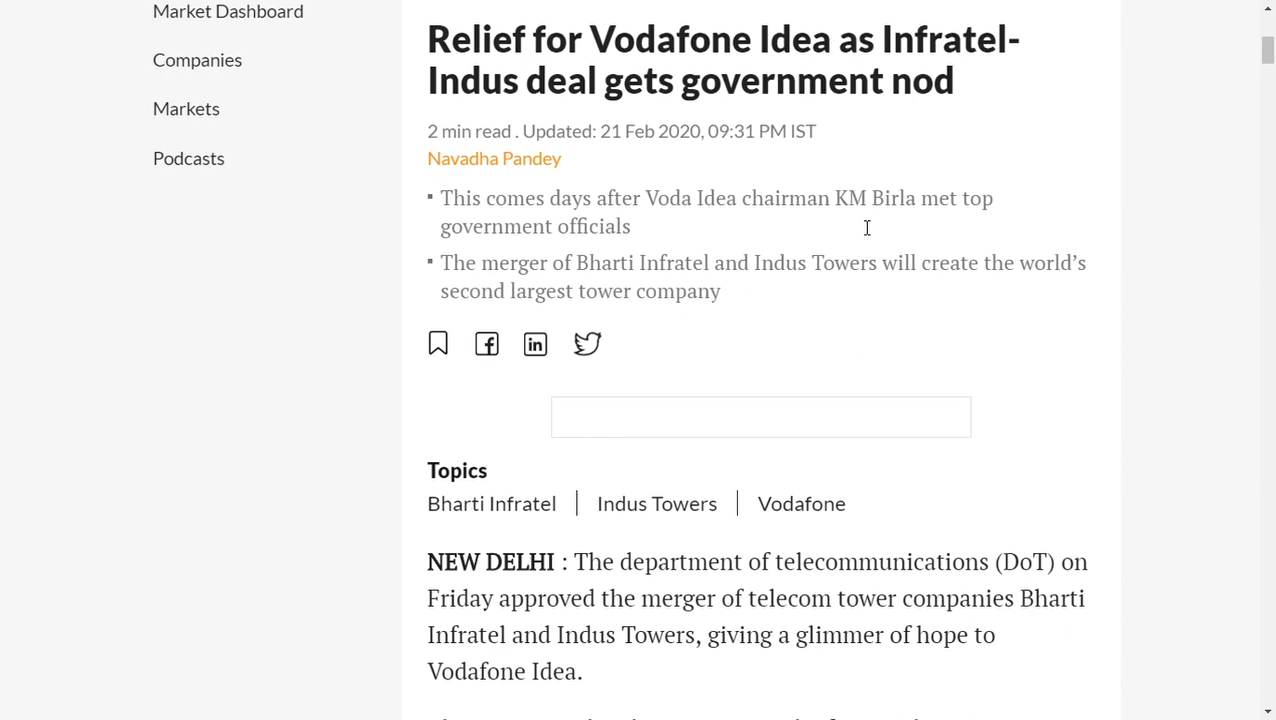 Market Dashboard
Companies
Markets
Podcasts
Relief for Vodafone Idea as Infratel-
Indus deal gets government nod
2 min read . Updated: 21 Feb 2020, 09:31 PM IST
Navadha Pandey
▪ This comes days after Voda Idea chairman KM Birla met top
government officials
▪ The merger of Bharti Infratel and Indus Towers will create the world’s
second largest tower company
Topics
Bharti Infratel | Indus Towers | Vodafone
NEW DELHI : The department of telecommunications (DoT) on
Friday approved the merger of telecom tower companies Bharti
Infratel and Indus Towers, giving a glimmer of hope to
Vodafone Idea.